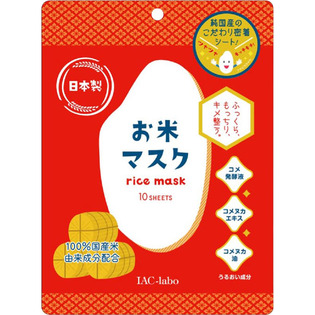 純国産の
こだわり密着
シート!
日本製
お米
マスク
rice mask
10 SHEETS
ふっくら、
もっちり、
キメ整う。
コメ
発酵液
コメヌカ
エキス
コメヌカ
油
うるおい成分
100%国産米
由来成分配合
IAC-labo